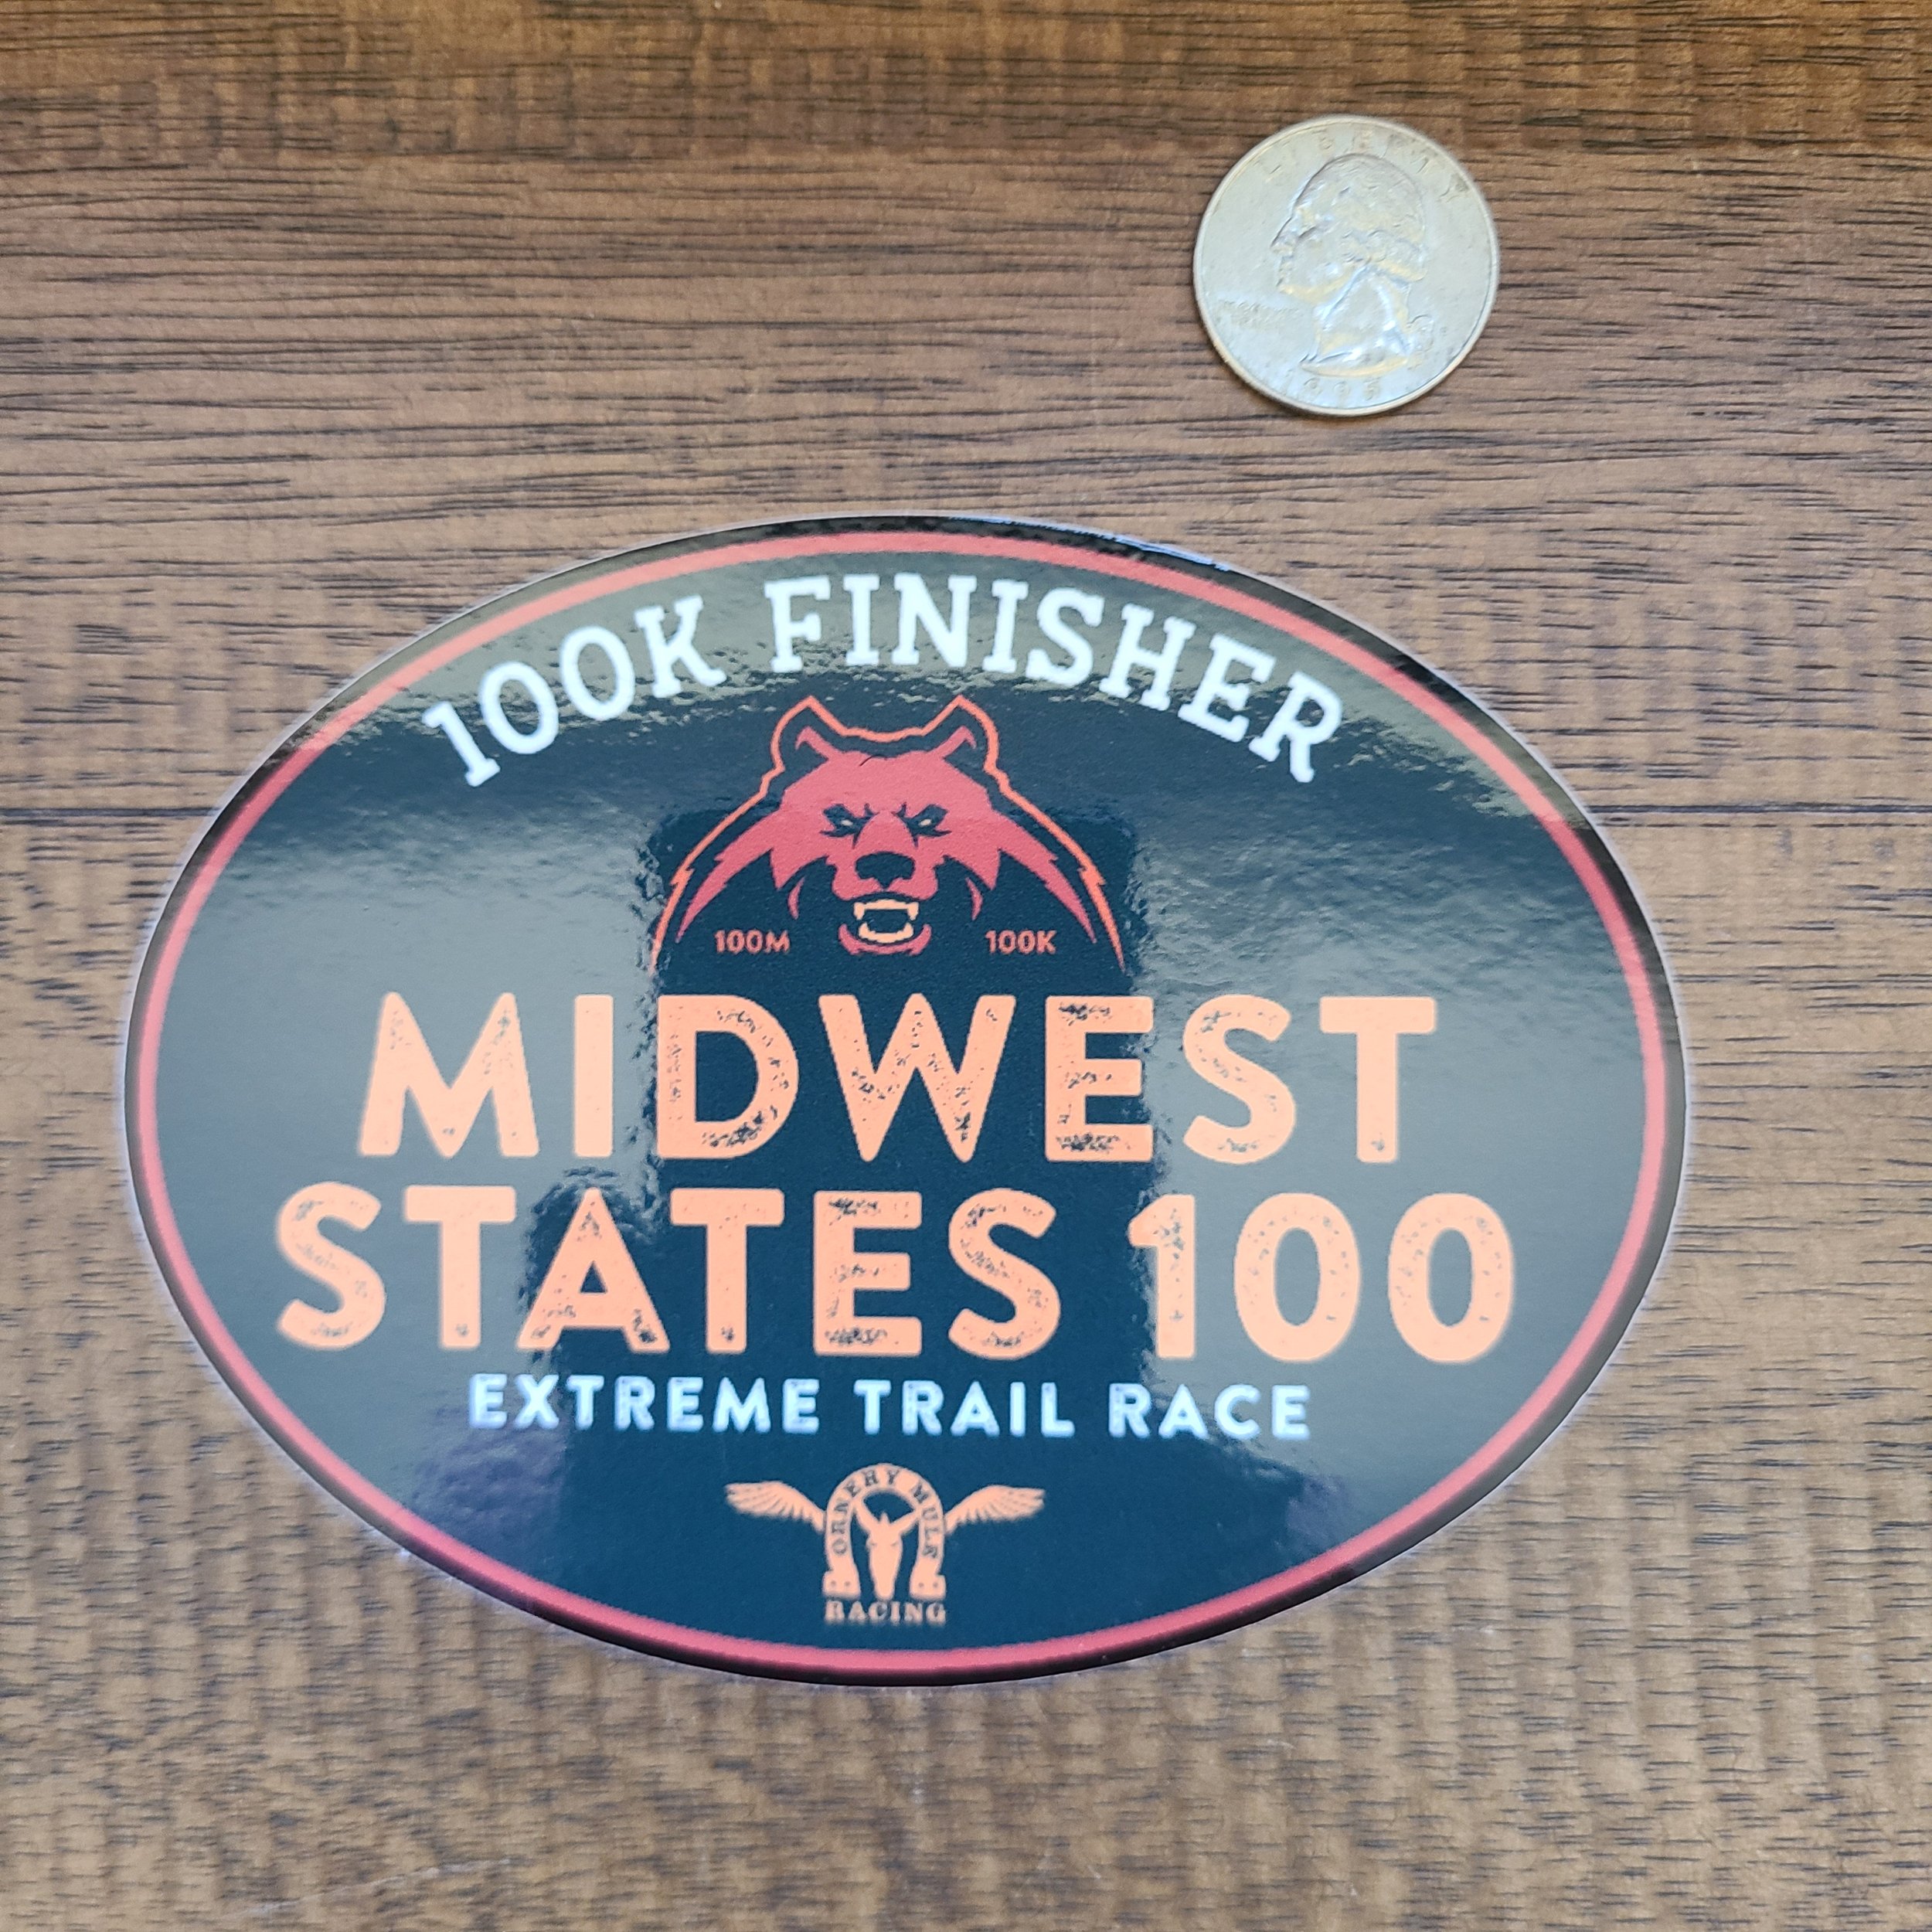 LIBERTY
100K FINISHER
100M 100K
MIDWEST
STATES 100
EXTREME TRAIL RACE
ORNERY MULE
RACING